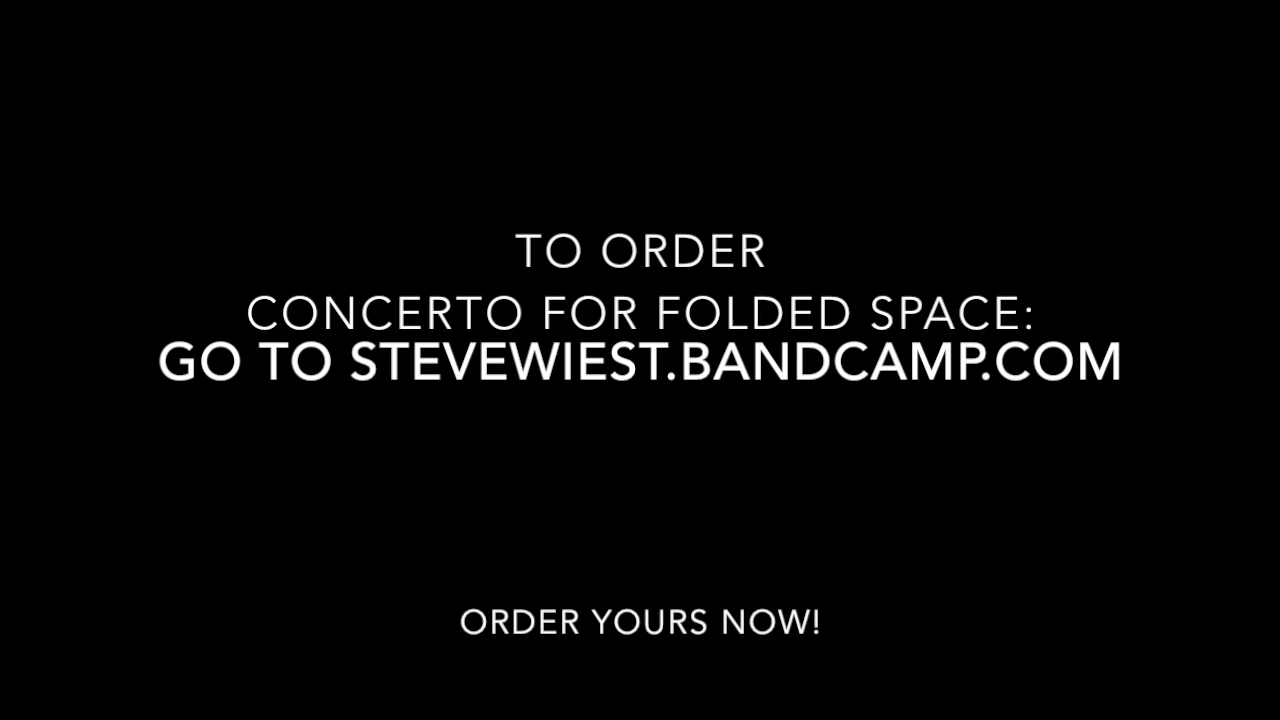 TO ORDER
CONCERTO FOR FOLDED SPACE:
GO TO STEVEWIEST.BANDCAMP.COM
ORDER YOURS NOW!